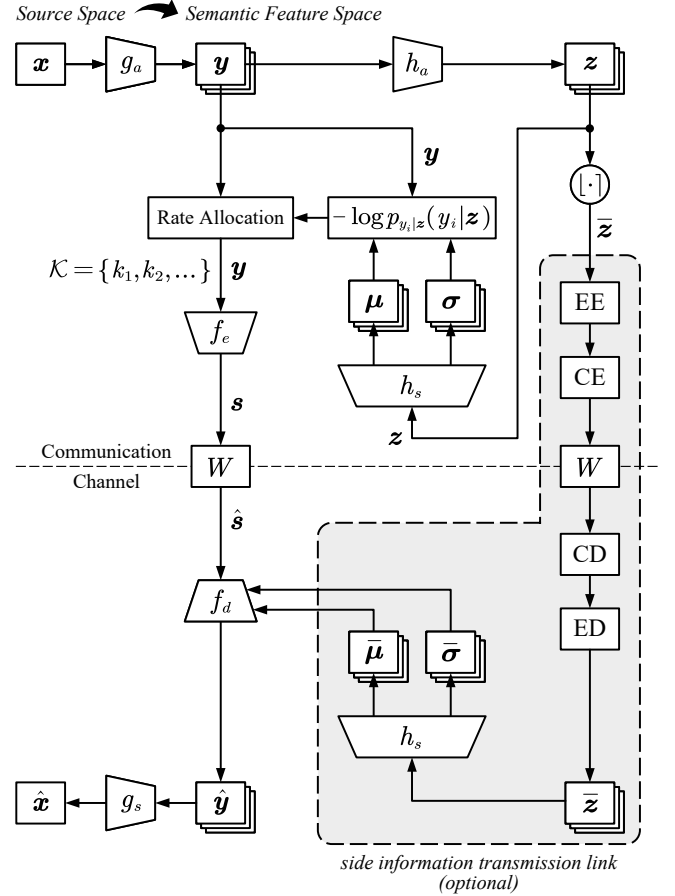 Source Space Semantic Feature Space
x g_a y h_a z
y
⌊·⌉
Rate Allocation −log p_{y_i|z}(y_i|z)
z̄
𝒦 = {k_1, k_2, …} y
μ σ EE
f_e
h_s CE
s
z
Communication W W
Channel
ŝ
CD
f_d
ED
μ̄ σ̄
h_s
x̂ g_s ŷ z̄
side information transmission link
(optional)